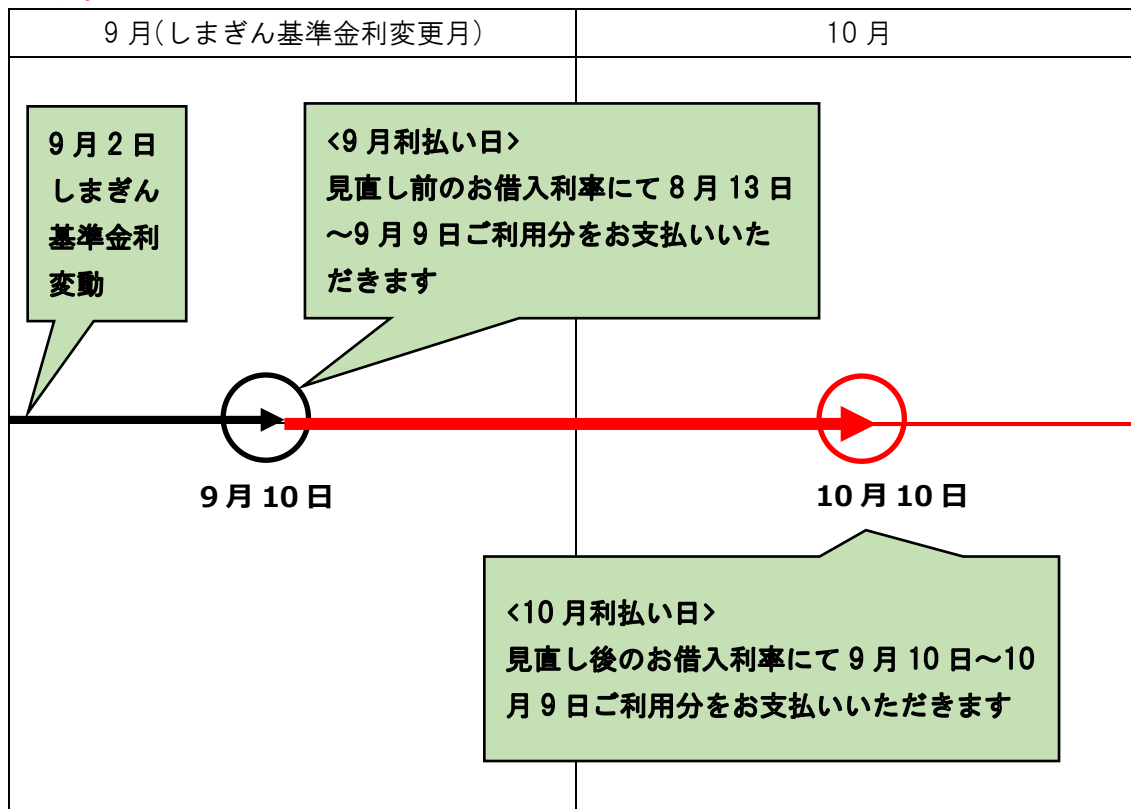 9月(しまぎん基準金利変更月)
10月
9月2日
しまぎん
基準金利
変動
<9月利払い日>
見直し前のお借入利率にて8月13日
～9月9日ご利用分をお支払いいた
だきます
9月10日
10月10日
<10月利払い日>
見直し後のお借入利率にて9月10日～10
月9日ご利用分をお支払いいただきます